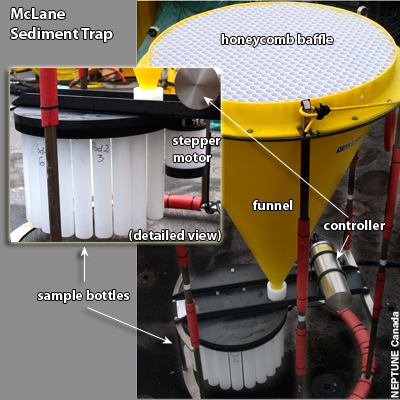 McLane
Sediment Trap
honeycomb baffle
stepper
motor
funnel
controller
(detailed view)
sample bottles
NEPTUNE Canada